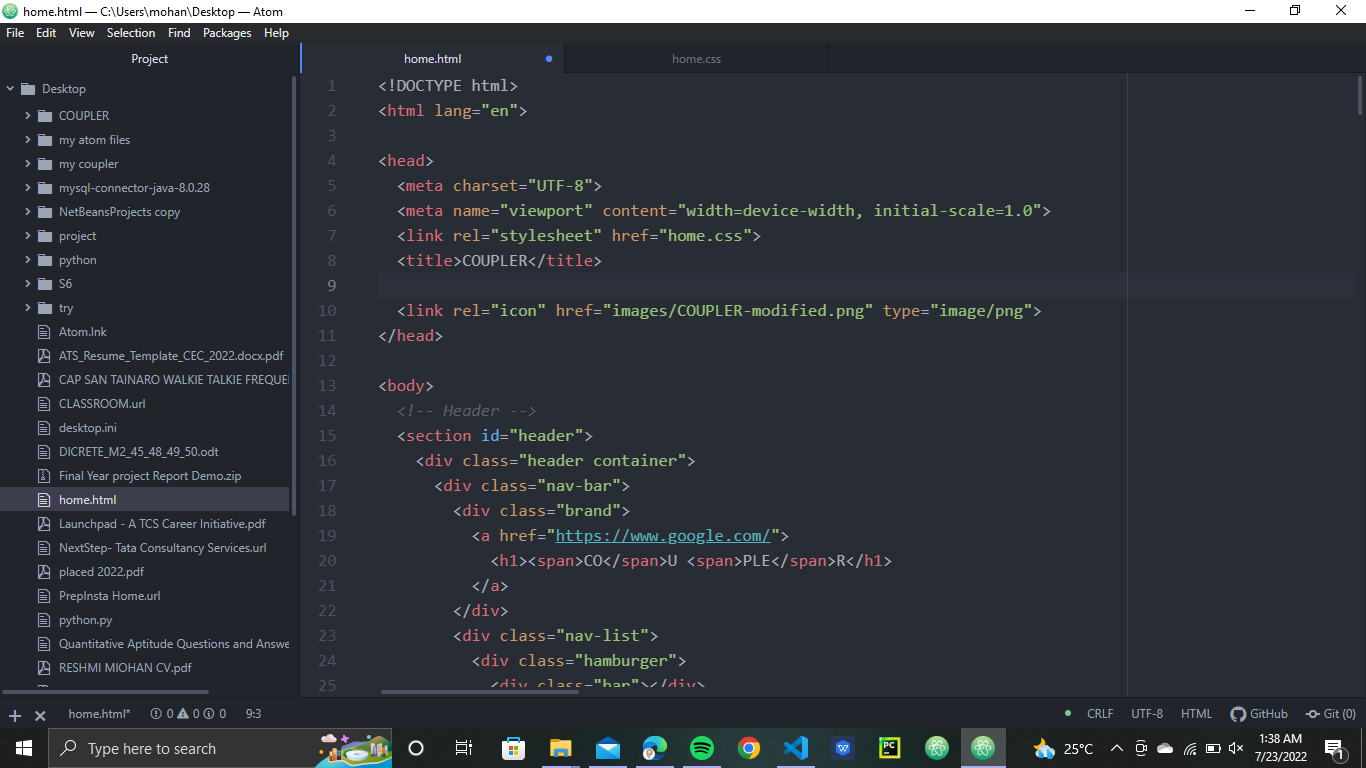 home.html — C:\Users\mohan\Desktop — Atom
File Edit View Selection Find Packages Help
Project
home.html
home.css
Desktop
COUPLER
my atom files
my coupler
mysql-connector-java-8.0.28
NetBeansProjects copy
project
python
S6
try
Atom.lnk
ATS_Resume_Template_CEC_2022.docx.pdf
CAP SAN TAINARO WALKIE TALKIE
CLASSROOM.url
desktop.ini
DICRETE_M2_45_48_49_50.odt
Final Year project Report Demo.zip
home.html
Launchpad - A TCS Career Initiative.pdf
NextStep- Tata Consultancy Services.url
placed 2022.pdf
PrepInsta Home.url
python.py
Quantitative Aptitude Questions and Answe
RESHMI MIOHAN CV.pdf
1 <!DOCTYPE html>
2 <html lang="en">
3
4 <head>
5 <meta charset="UTF-8">
6 <meta name="viewport" content="width=device-width, initial-scale=1.0">
7 <link rel="stylesheet" href="home.css">
8 <title>COUPLER</title>
9
10 <link rel="icon" href="images/COUPLER-modified.png" type="image/png">
11 </head>
12
13 <body>
14 <!-- Header -->
15 <section id="header">
16 <div class="header container">
17 <div class="nav-bar">
18 <div class="brand">
19 <a href="https://www.google.com/">
20 <h1><span>CO</span>U <span>PLE</span>R</h1>
21 </a>
22 </div>
23 <div class="nav-list">
24 <div class="hamburger">
25 <div class="bar"></div>
home.html* 0 0 0 9:3 CRLF UTF-8 HTML GitHub Git (0)
Type here to search
PC
25°C
1:38 AM
7/23/2022
1